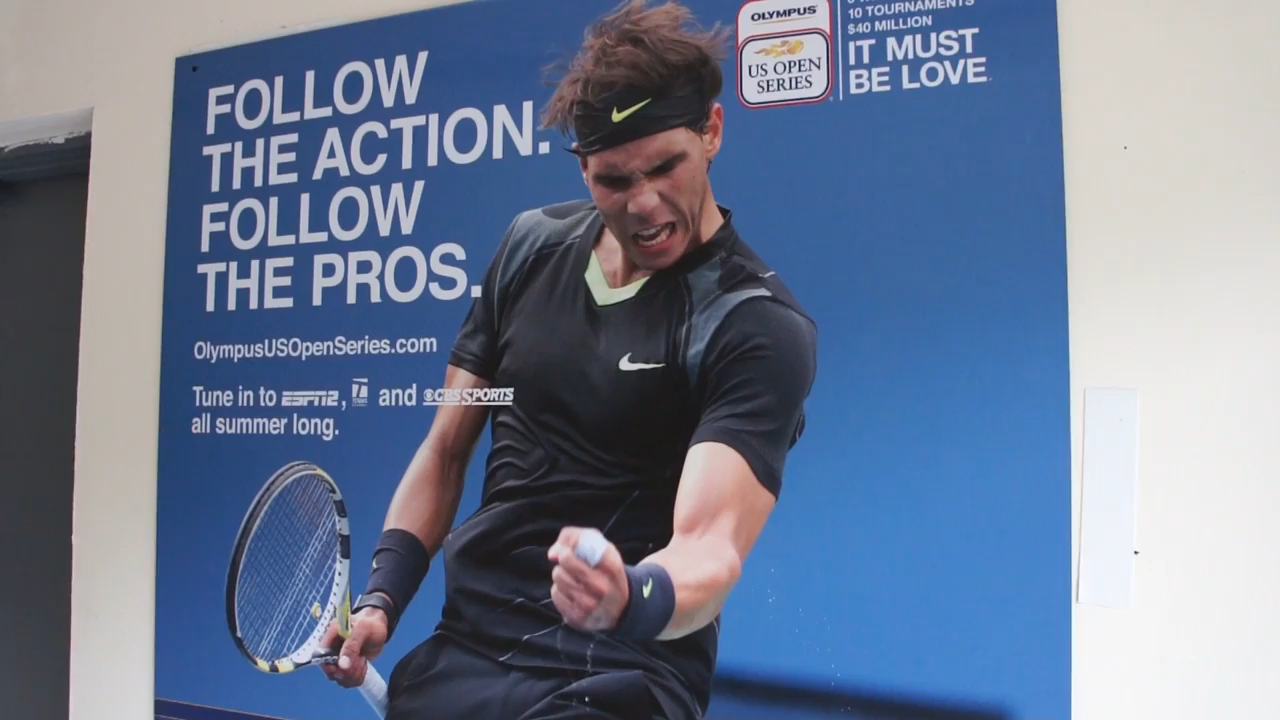 FOLLOW
THE ACTION.
FOLLOW
THE PROS.
OlympusUSOpenSeries.com
Tune in to ESPN2, TENNIS and CBS SPORTS
all summer long.
OLYMPUS
US OPEN
SERIES
10 TOURNAMENTS
$40 MILLION
IT MUST
BE LOVE.